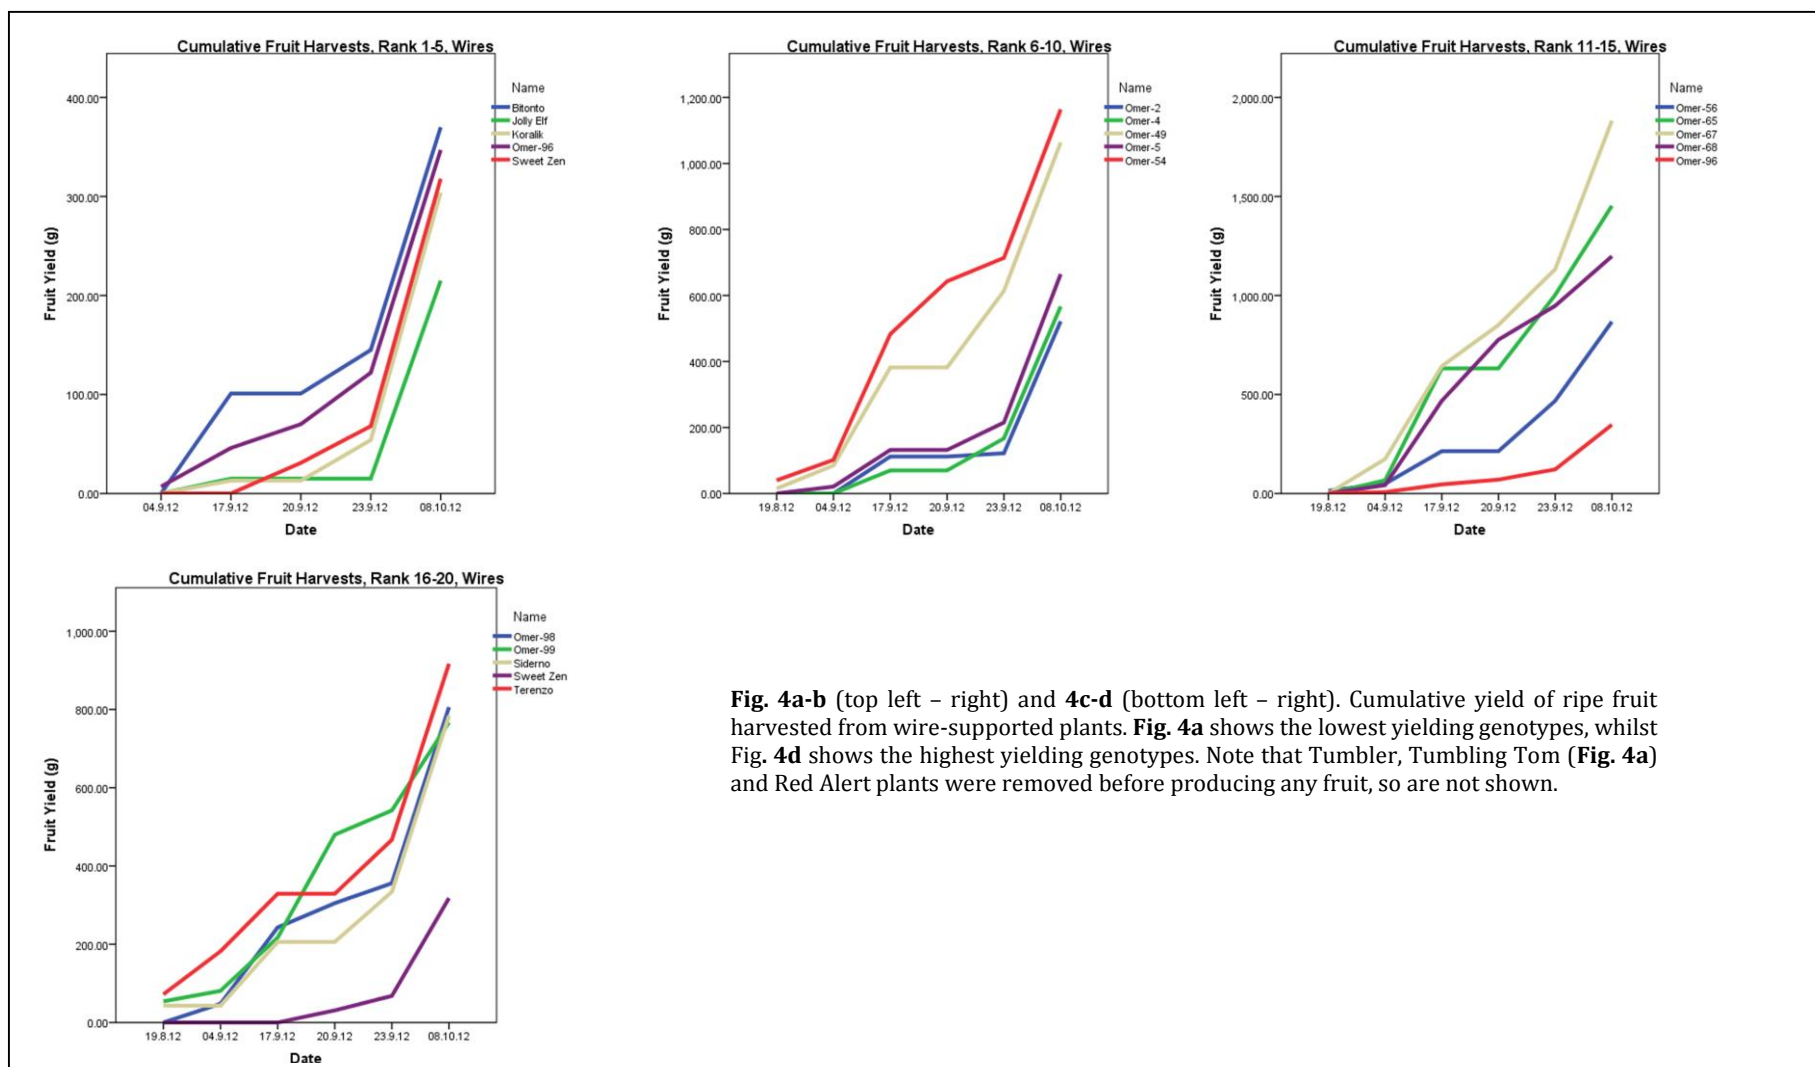 Cumulative Fruit Harvests, Rank 1-5, Wires
400.00
300.00
200.00
100.00
0.00
Fruit Yield (g)
04.9.12 17.9.12 20.9.12 23.9.12 08.10.12
Date
Name
Bitonto
Jolly Elf
Koralik
Omer-96
Sweet Zen
Cumulative Fruit Harvests, Rank 6-10, Wires
1,200.00
1,000.00
800.00
600.00
400.00
200.00
0.00
Fruit Yield (g)
19.8.12 04.9.12 17.9.12 20.9.12 23.9.12 08.10.12
Date
Name
Omer-2
Omer-4
Omer-49
Omer-5
Omer-54
Cumulative Fruit Harvests, Rank 11-15, Wires
2,000.00
1,500.00
1,000.00
500.00
0.00
Fruit Yield (g)
19.8.12 04.9.12 17.9.12 20.9.12 23.9.12 08.10.12
Date
Name
Omer-56
Omer-65
Omer-67
Omer-68
Omer-96
Cumulative Fruit Harvests, Rank 16-20, Wires
1,000.00
800.00
600.00
400.00
200.00
0.00
Fruit Yield (g)
19.8.12 04.9.12 17.9.12 20.9.12 23.9.12 08.10.12
Date
Name
Omer-98
Omer-99
Siderno
Sweet Zen
Terenzo
Fig. 4a-b (top left – right) and 4c-d (bottom left – right). Cumulative yield of ripe fruit
harvested from wire-supported plants. Fig. 4a shows the lowest yielding genotypes, whilst
Fig. 4d shows the highest yielding genotypes. Note that Tumbler, Tumbling Tom (Fig. 4a)
and Red Alert plants were removed before producing any fruit, so are not shown.